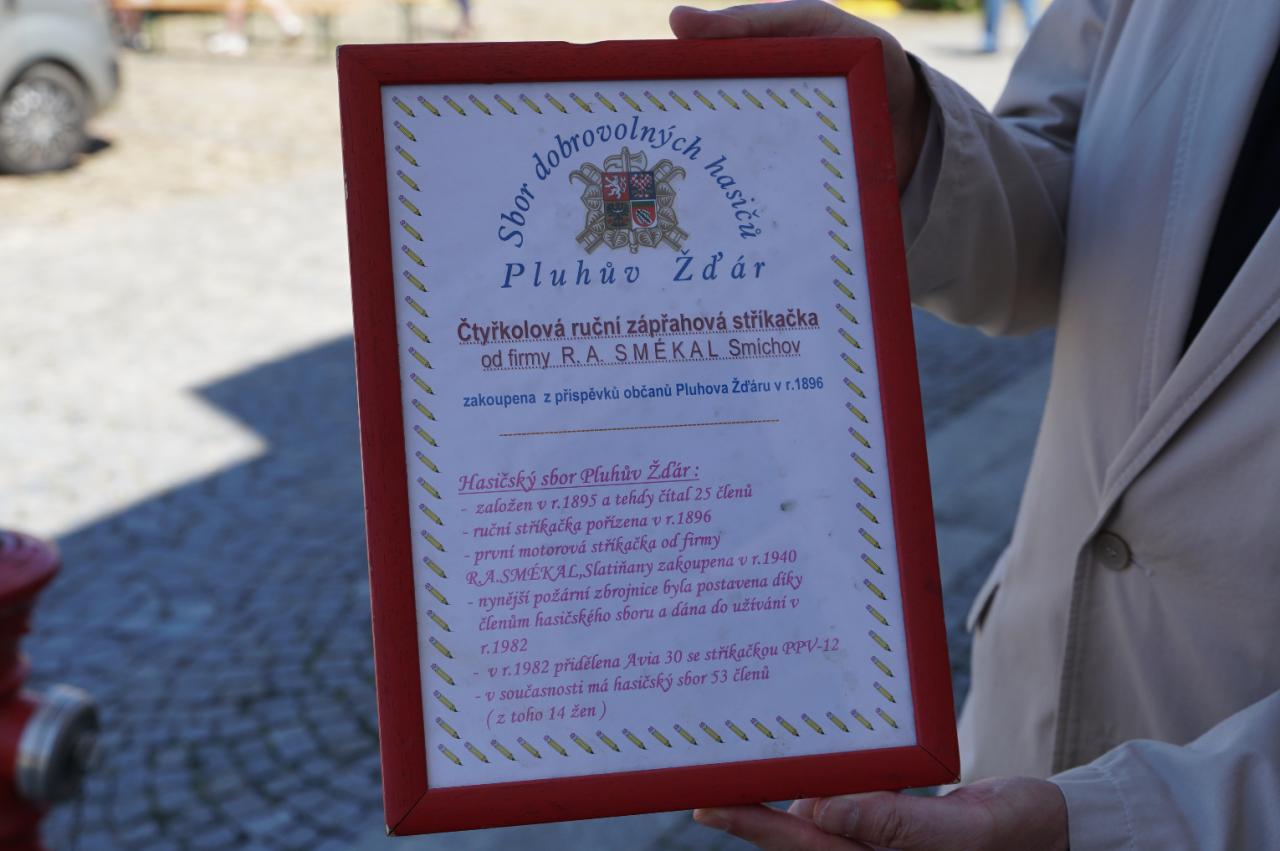 Sbor dobrovolných hasičů
Pluhův Žďár
Čtyřkolová ruční zápřahová stříkačka
od firmy R. A. SMÉKAL Smíchov
zakoupena z příspěvků občanů Pluhova Žďáru v r.1896
Hasičský sbor Pluhův Žďár :
- založen v r.1895 a tehdy čítal 25 členů
- ruční stříkačka pořízena v r.1896
- první motorová stříkačka od firmy
R.A.SMÉKAL,Slatiňany zakoupena v r.1940
- nynější požární zbrojnice byla postavena díky
členům hasičského sboru a dána do užívání v
r.1982
- v r.1982 přidělena Avia 30 se stříkačkou PPV-12
- v současnosti má hasičský sbor 53 členů
( z toho 14 žen )